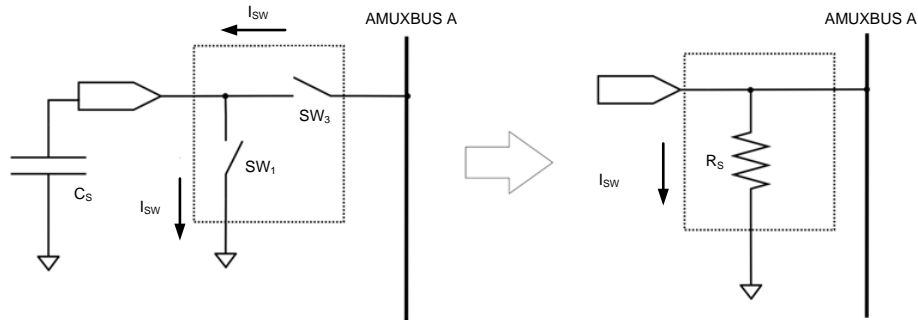 I_SW
AMUXBUS A
SW_3
SW_1
C_S
I_SW
AMUXBUS A
R_S
I_SW